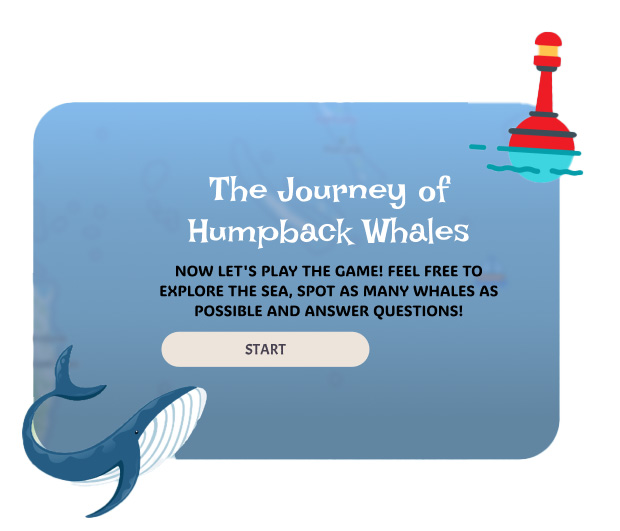 The Journey of
Humpback Whales
NOW LET'S PLAY THE GAME! FEEL FREE TO
EXPLORE THE SEA, SPOT AS MANY WHALES AS
POSSIBLE AND ANSWER QUESTIONS!
START